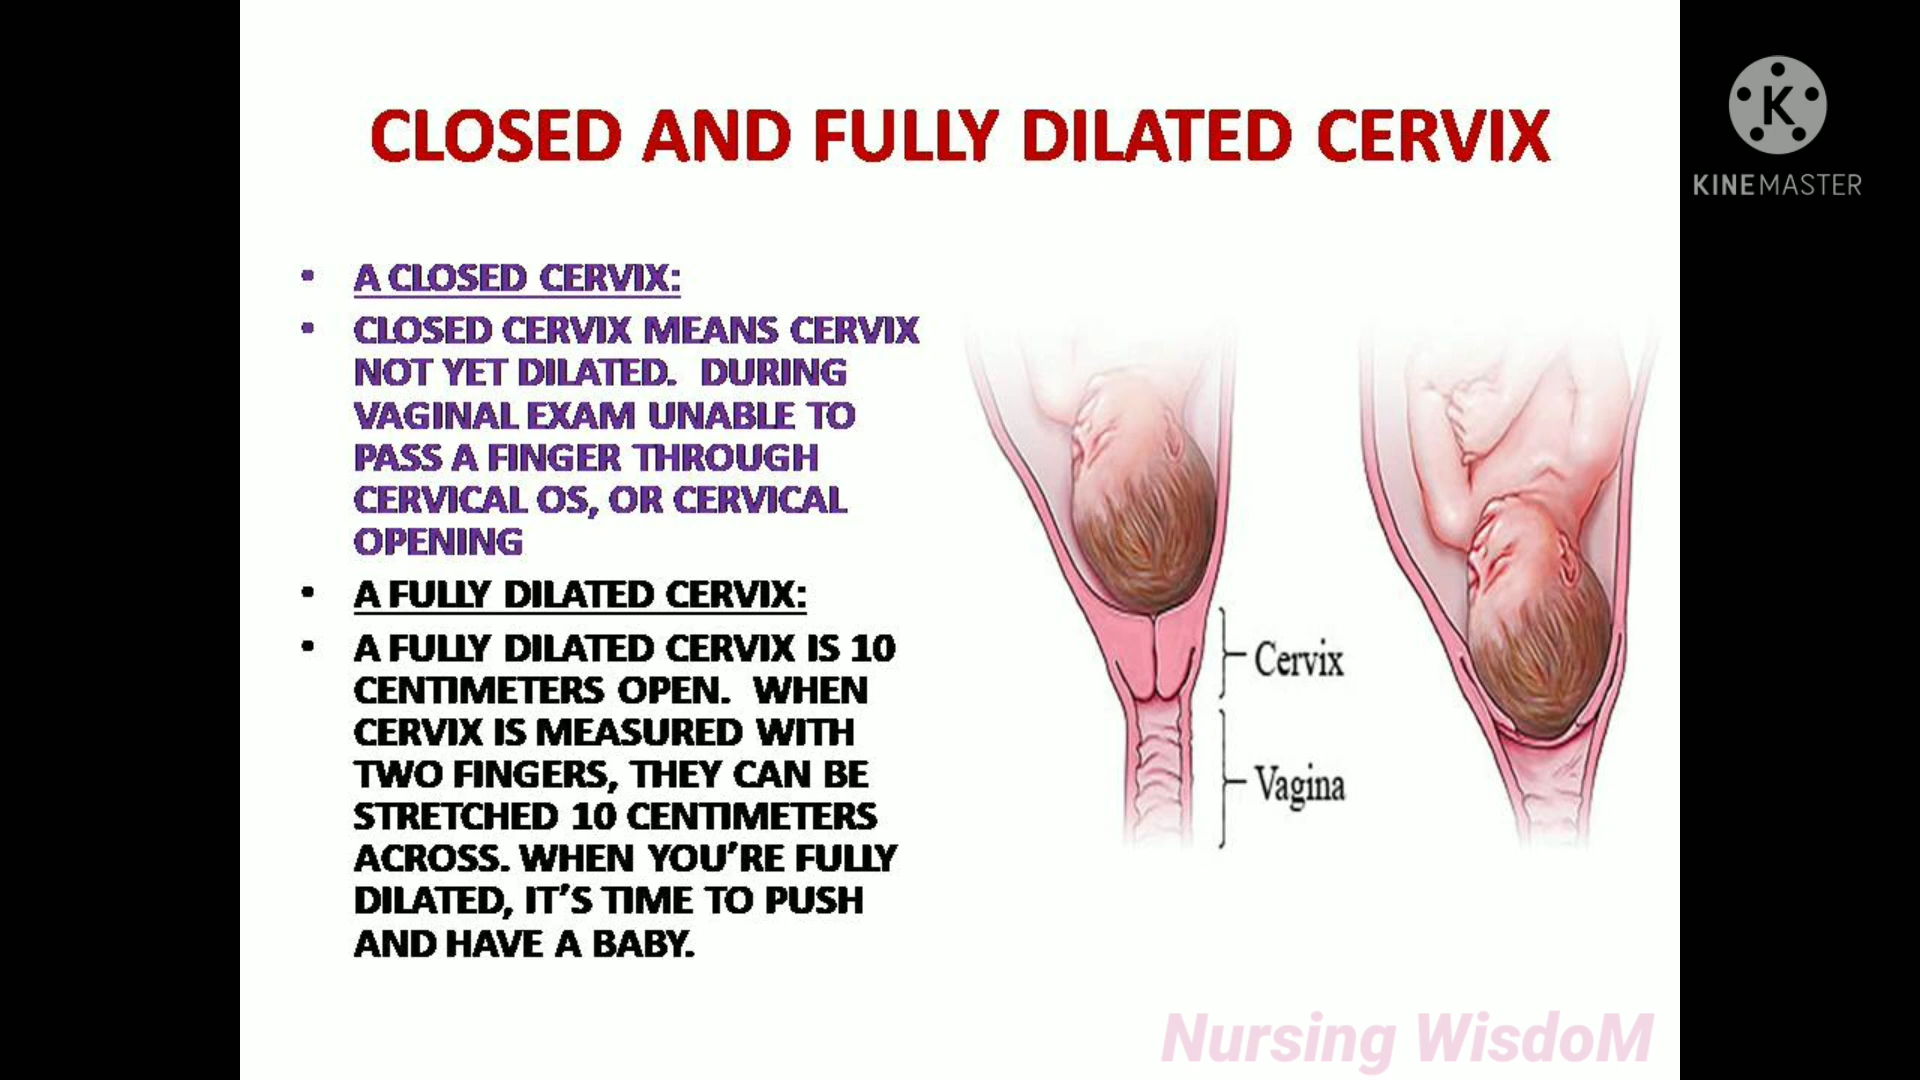 CLOSED AND FULLY DILATED CERVIX
K
KINEMASTER
• A CLOSED CERVIX:
• CLOSED CERVIX MEANS CERVIX
NOT YET DILATED. DURING
VAGINAL EXAM UNABLE TO
PASS A FINGER THROUGH
CERVICAL OS, OR CERVICAL
OPENING
• A FULLY DILATED CERVIX:
• A FULLY DILATED CERVIX IS 10
CENTIMETERS OPEN. WHEN
CERVIX IS MEASURED WITH
TWO FINGERS, THEY CAN BE
STRETCHED 10 CENTIMETERS
ACROSS. WHEN YOU’RE FULLY
DILATED, IT’S TIME TO PUSH
AND HAVE A BABY.
Cervix
Vagina
Nursing WisdoM